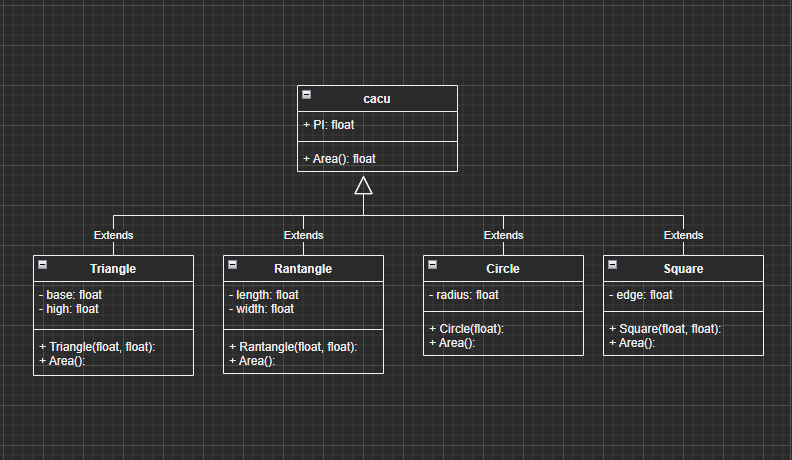 cacu
+ PI: float
+ Area(): float
Extends
Extends
Extends
Extends
Triangle
- base: float
- high: float
+ Triangle(float, float):
+ Area():
Rantangle
- length: float
- width: float
+ Rantangle(float, float):
+ Area():
Circle
- radius: float
+ Circle(float):
+ Area():
Square
- edge: float
+ Square(float, float):
+ Area():